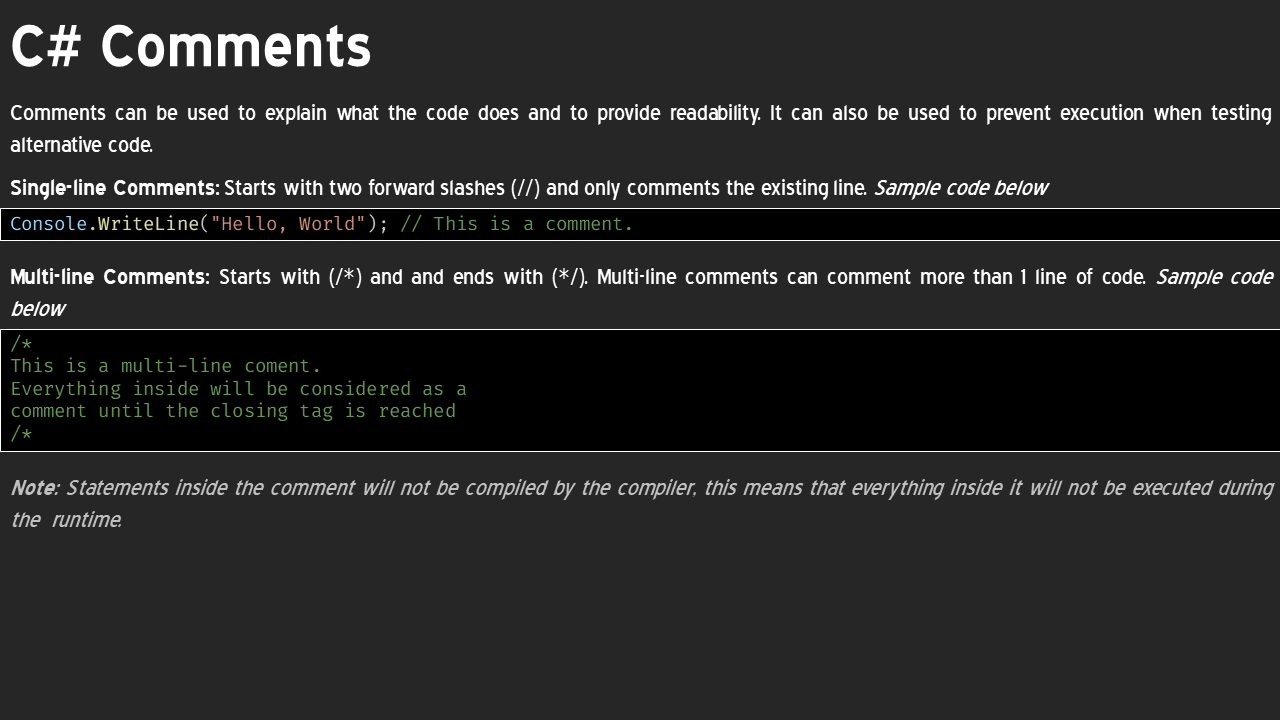 C# Comments
Comments can be used to explain what the code does and to provide readability. It can also be used to prevent execution when testing
alternative code.
Single-line Comments: Starts with two forward slashes (//) and only comments the existing line. Sample code below
Console.WriteLine("Hello, World"); // This is a comment.
Multi-line Comments: Starts with (/*) and and ends with (*/). Multi-line comments can comment more than 1 line of code. Sample code
below
/*
This is a multi-line coment.
Everything inside will be considered as a
comment until the closing tag is reached
/*
Note: Statements inside the comment will not be compiled by the compiler, this means that everything inside it will not be executed during
the runtime.